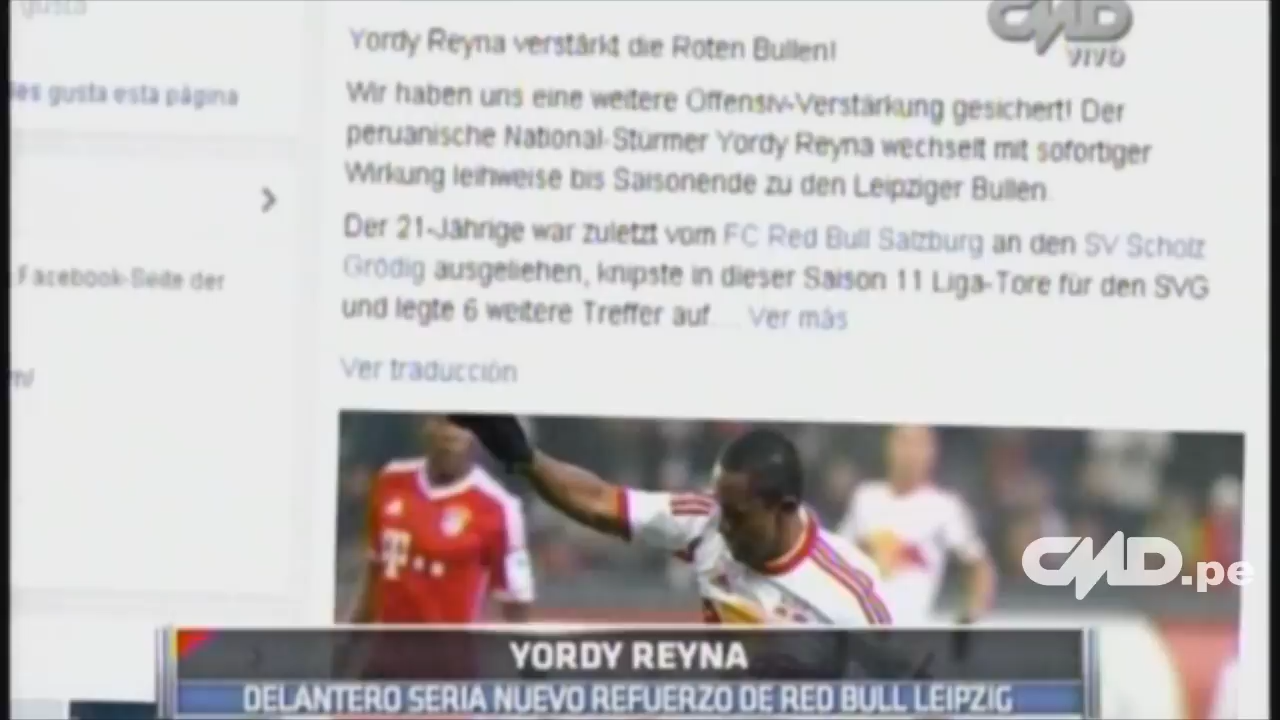 gusta
CMD
VIVO
Yordy Reyna verstärkt die Roten Bullen!
les gusta esta página
Wir haben uns eine weitere Offensiv-Verstärkung gesichert! Der
peruanische National-Stürmer Yordy Reyna wechselt mit sofortiger
Wirkung leihweise bis Saisonende zu den Leipziger Bullen.
Der 21-Jährige war zuletzt vom FC Red Bull Salzburg an den SV Scholz
Grödig ausgeliehen, knipste in dieser Saison 11 Liga-Tore für den SVG
Facebook-Seite der
und legte 6 weitere Treffer auf.... Ver más
m/
Ver traducción
T..
CMD.pe
YORDY REYNA
DELANTERO SERIA NUEVO REFUERZO DE RED BULL LEIPZIG